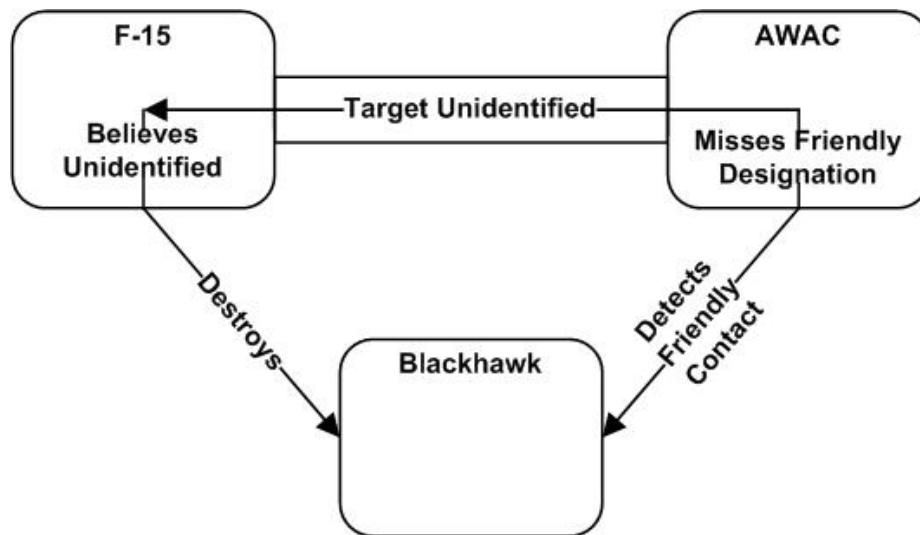 F-15
AWAC
Target Unidentified
Believes
Unidentified
Misses Friendly
Designation
Destroys
Detects
Friendly
Contact
Blackhawk